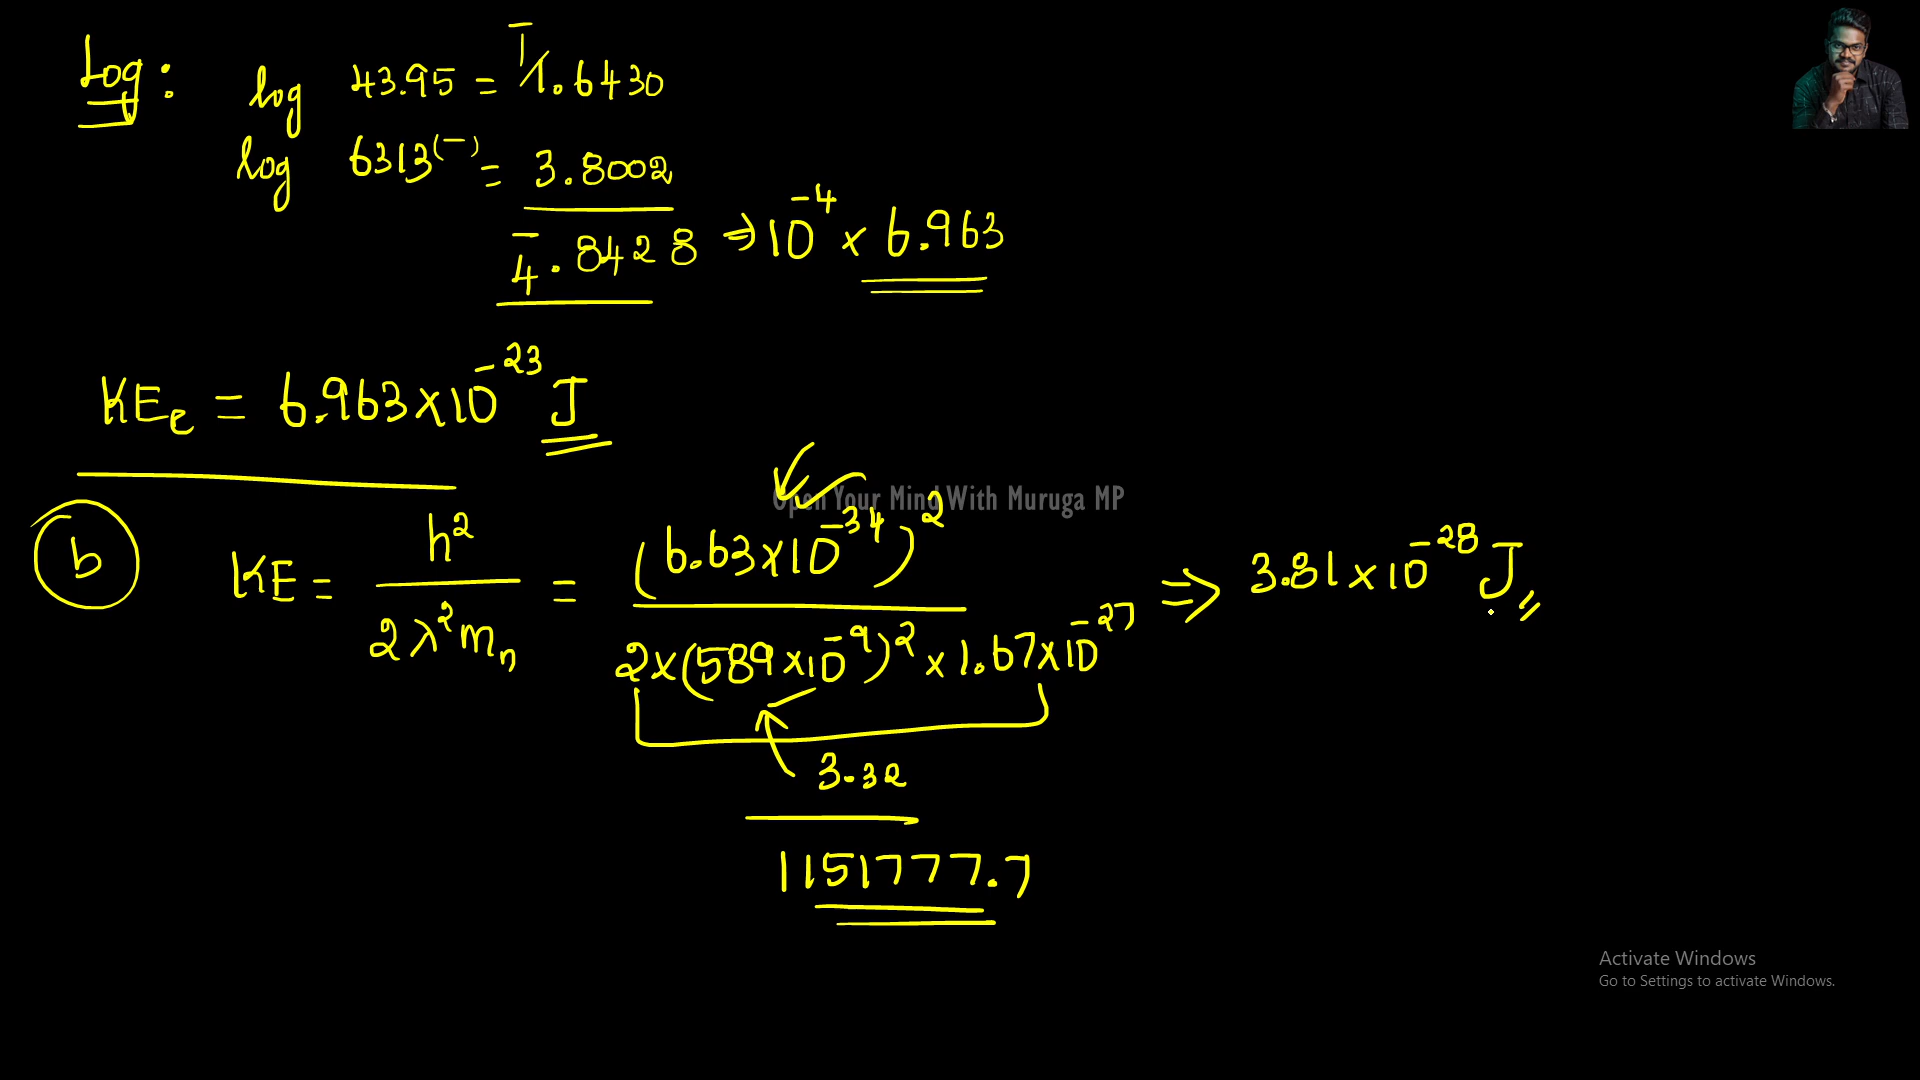 Log : log 43.95 = 1̄/1.6430
log 6313(-) = 3.8002
4̄.8428 ⇒ 10⁻⁴ × 6.963
KEe = 6.963 × 10⁻²³ J
Open Your Mind With Muruga MP
b KE = h² / 2λ²mn = (6.63 × 10⁻³⁴)² / 2 × (589 × 10⁻⁹)² × 1.67 × 10⁻²⁷ ⇒ 3.81 × 10⁻²⁸ J
3.32
1151777.7
Activate Windows
Go to Settings to activate Windows.